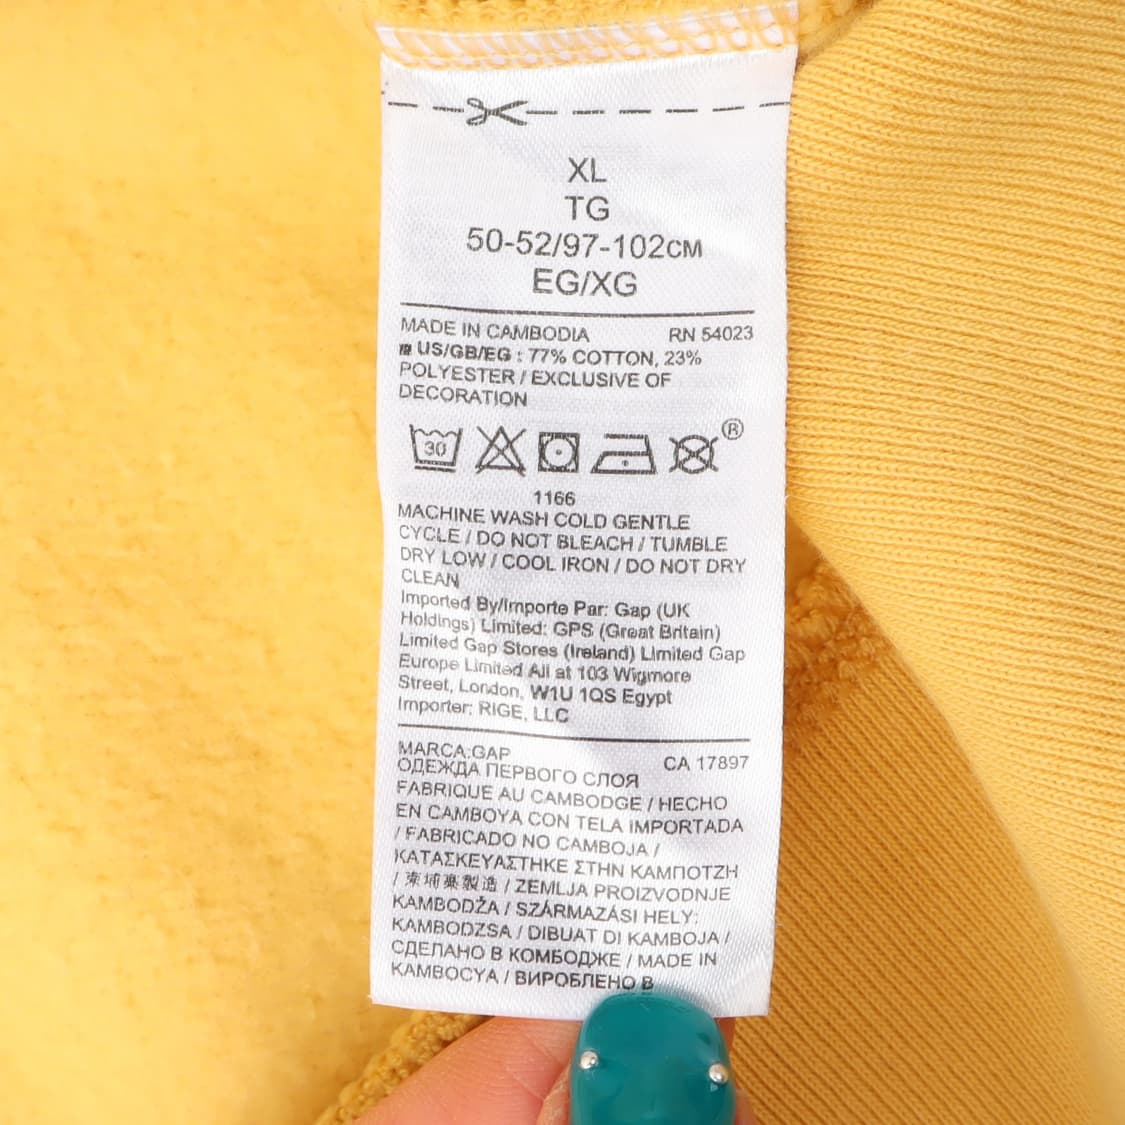 XL
TG
50-52/97-102CM
EG/XG
MADE IN CAMBODIA RN 54023
US/GB/EG : 77% COTTON, 23%
POLYESTER / EXCLUSIVE OF
DECORATION
30
®
1166
MACHINE WASH COLD GENTLE
CYCLE / DO NOT BLEACH / TUMBLE
DRY LOW / COOL IRON / DO NOT DRY
CLEAN
Imported By/Importe Par: Gap (UK
Holdings) Limited: GPS (Great Britain)
Limited Gap Stores (Ireland) Limited Gap
Europe Limited All at 103 Wigmore
Street, London, W1U 1QS Egypt
Importer: RIGE, LLC
MARCA:GAP CA 17897
ОДЕЖДА ПЕРВОГО СЛОЯ
FABRIQUE AU CAMBODGE / HECHO
EN CAMBOYA CON TELA IMPORTADA
/ FABRICADO NO CAMBOJA /
ΚΑΤΑΣΚΕΥΑΣΤΗΚΕ ΣΤΗΝ ΚΑΜΠΟΤΖΗ
/ 柬埔寨製造 / ZEMLJA PROIZVODNJE
KAMBODŽA / SZÁRMAZÁSI HELY:
KAMBODZSA / DIBUAT DI KAMBOJA /
СДЕЛАНО В КОМБОДЖЕ / MADE IN
KAMBOCYA / ВИРОБЛЕНО В